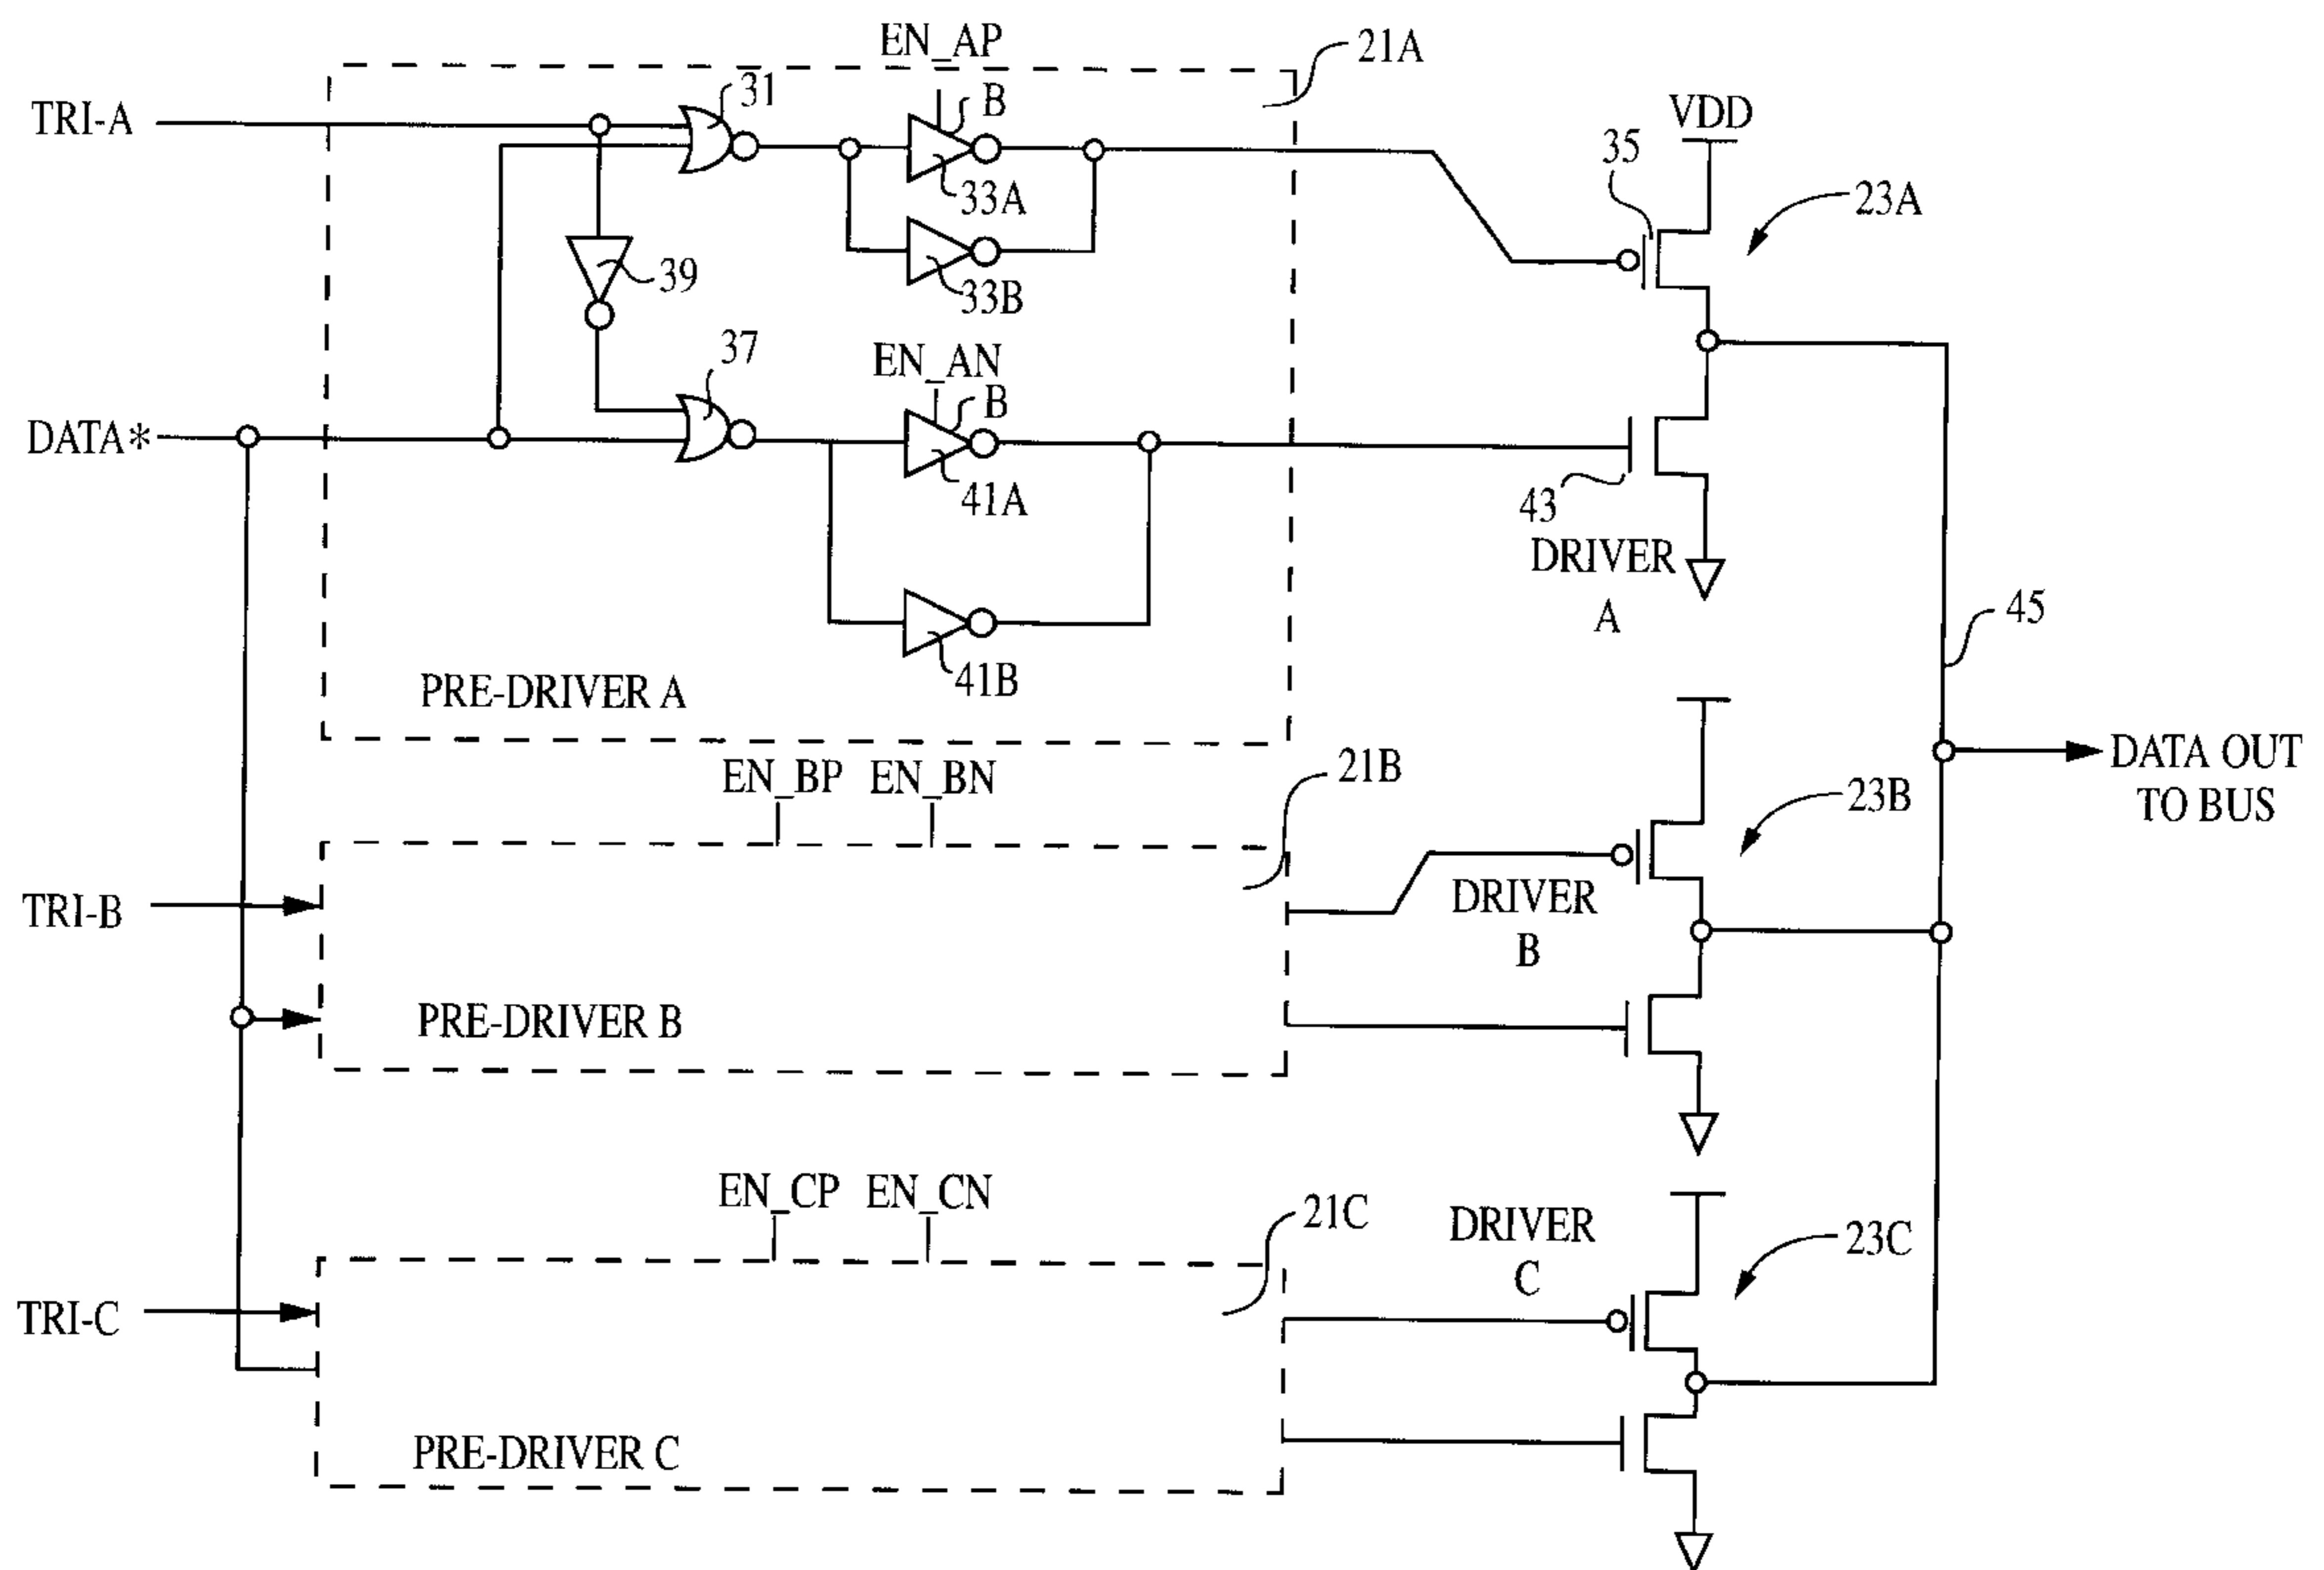 EN_AP
21A
TRI-A
31
B
33A
VDD
35
23A
39
33B
37
EN_AN
B
DATA*
41A
43
DRIVER
A
45
41B
PRE-DRIVER A
EN_BP EN_BN
21B
DATA OUT
TO BUS
23B
TRI-B
DRIVER
B
PRE-DRIVER B
EN_CP EN_CN
21C
DRIVER
C
23C
TRI-C
PRE-DRIVER C